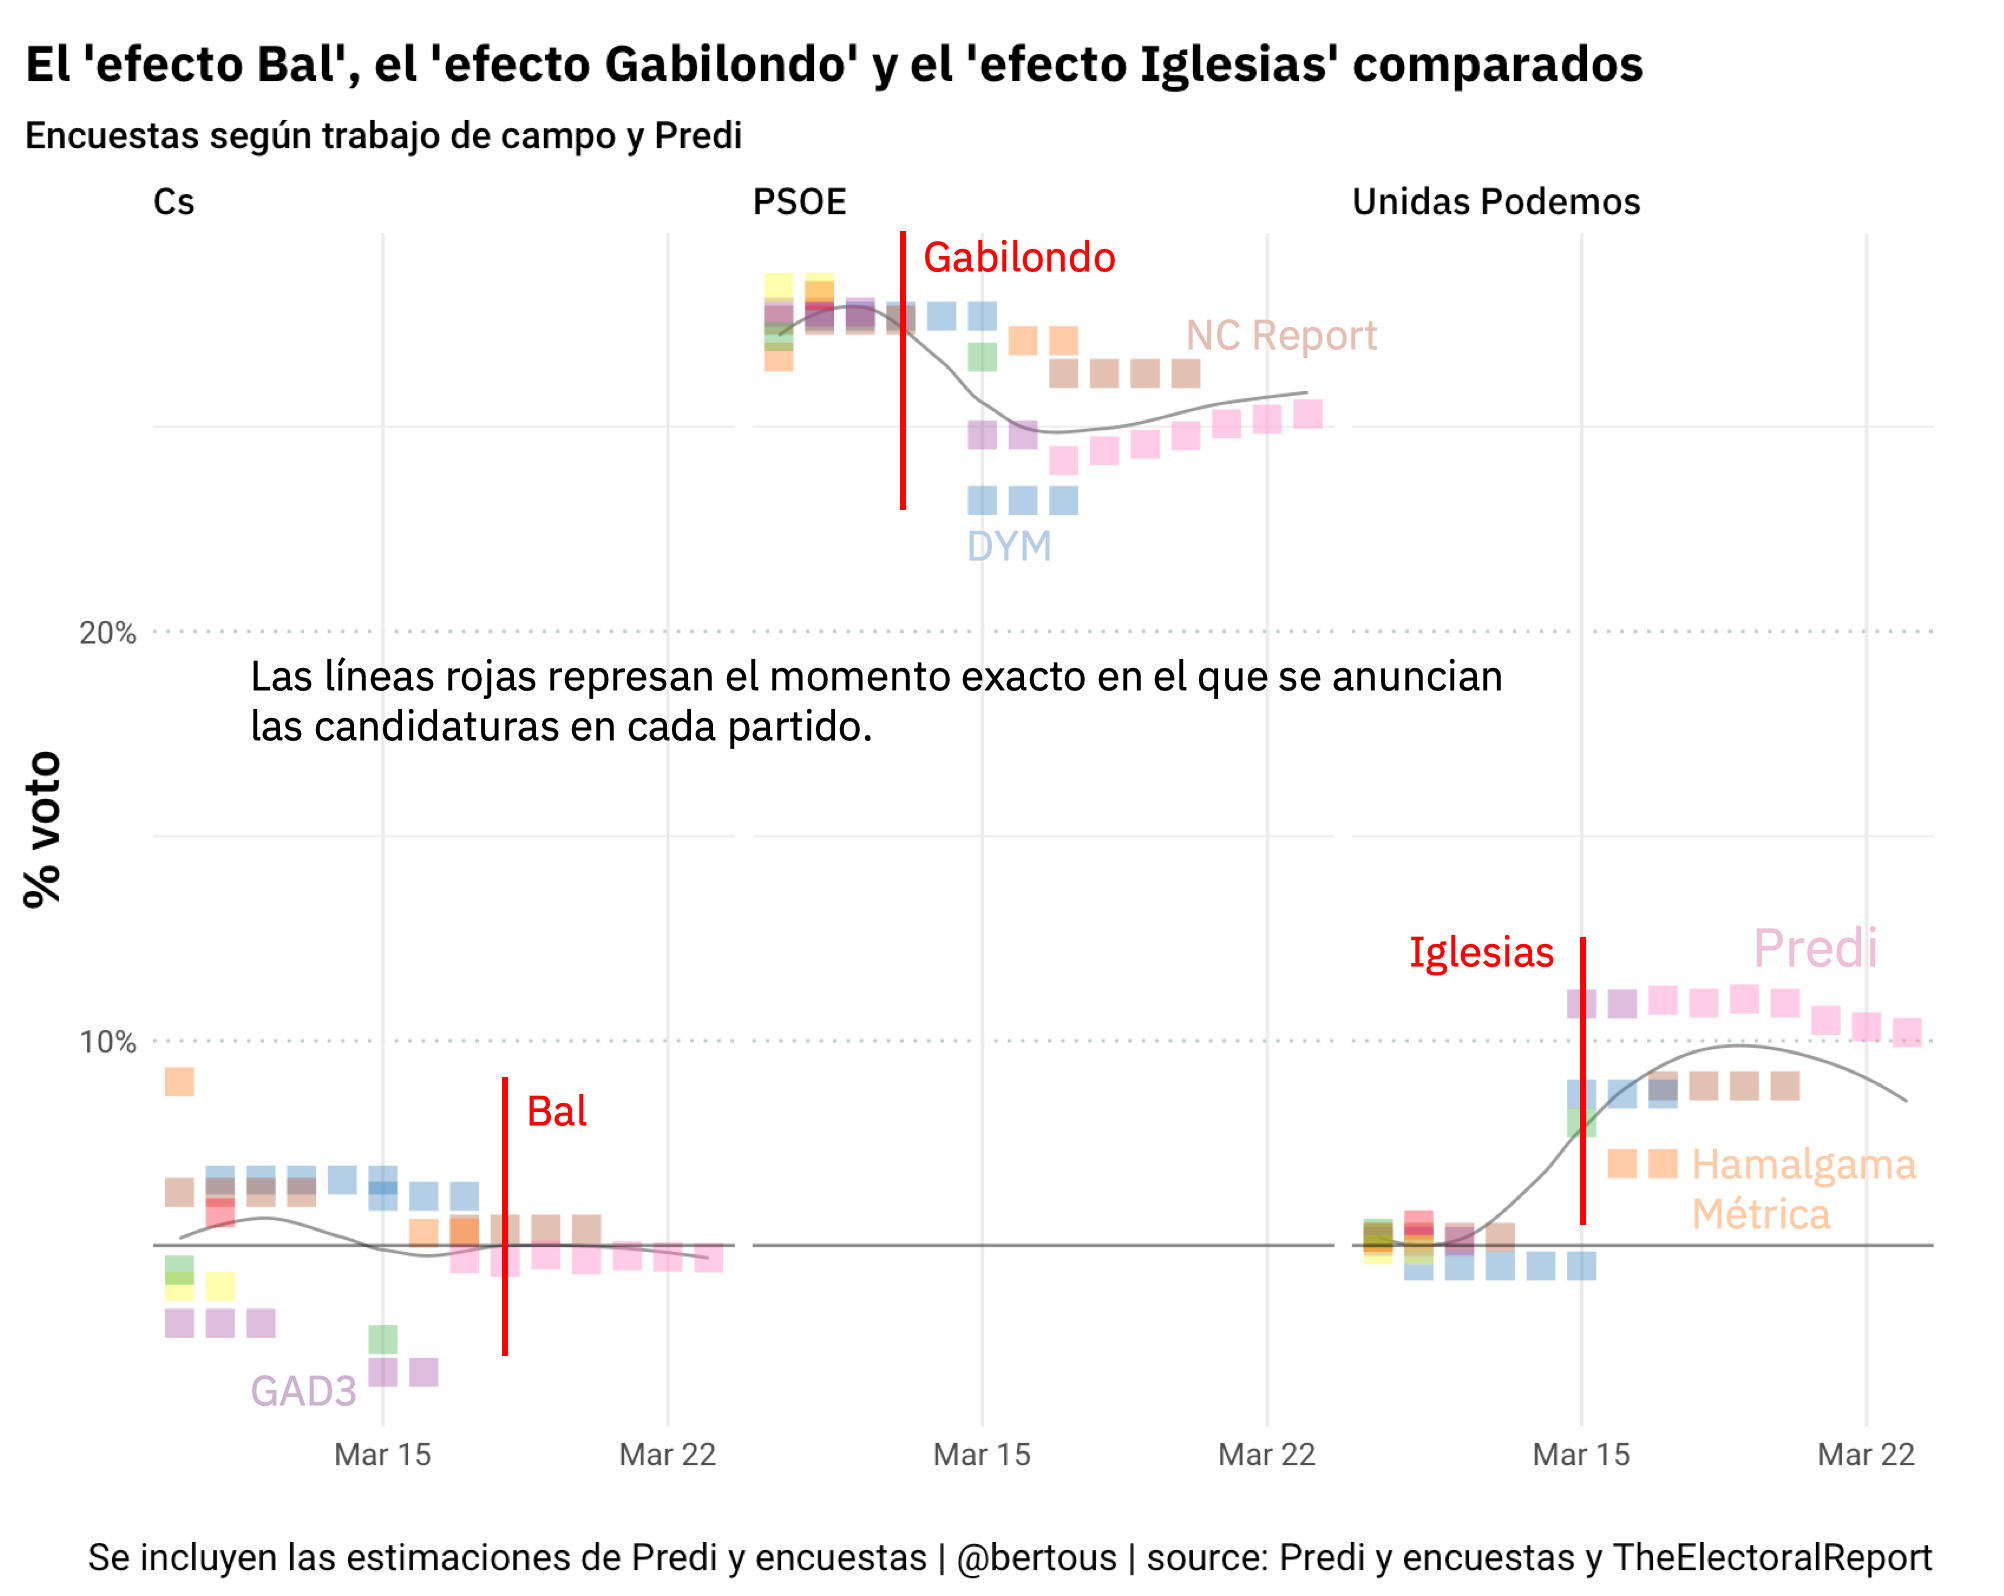 El 'efecto Bal', el 'efecto Gabilondo' y el 'efecto Iglesias' comparados
Encuestas según trabajo de campo y Predi
Cs
PSOE
Unidas Podemos
Gabilondo
NC Report
DYM
20%
Las líneas rojas represan el momento exacto en el que se anuncian
las candidaturas en cada partido.
% voto
Iglesias
Predi
10%
Bal
Hamalgama
Métrica
GAD3
Mar 15
Mar 22
Mar 15
Mar 22
Mar 15
Mar 22
Se incluyen las estimaciones de Predi y encuestas | @bertous | source: Predi y encuestas y TheElectoralReport